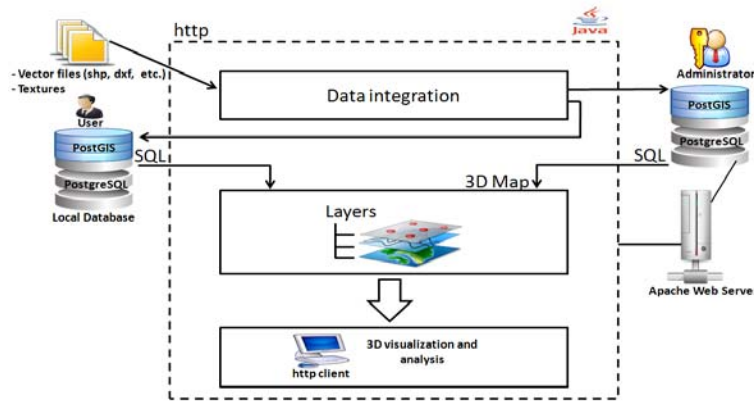 http
Java
- Vector files (shp, dxf, etc.)
- Textures
Data integration
Administrator
User
PostGIS
PostgreSQL
Local Database
SQL
PostGIS
PostgreSQL
SQL
3D Map
Layers
Apache Web Server
3D visualization and
analysis
http client